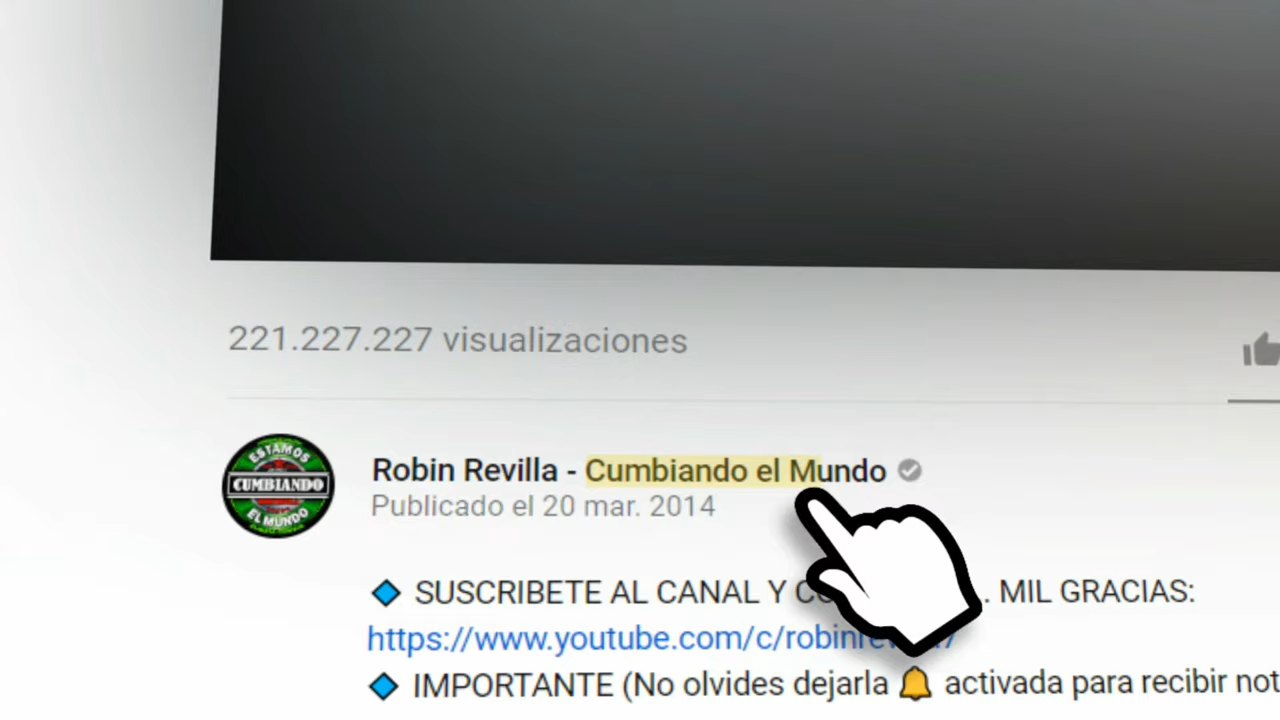 221.227.227 visualizaciones
ESTAMOS
CUMBIANDO
EL MUNDO
Robin Revilla - Cumbiando el Mundo
Publicado el 20 mar. 2014
SUSCRIBETE AL CANAL Y . MIL GRACIAS:
https://www.youtube.com/c/robinrevilla/
IMPORTANTE (No olvides dejarla 🔔 activada para recibir not